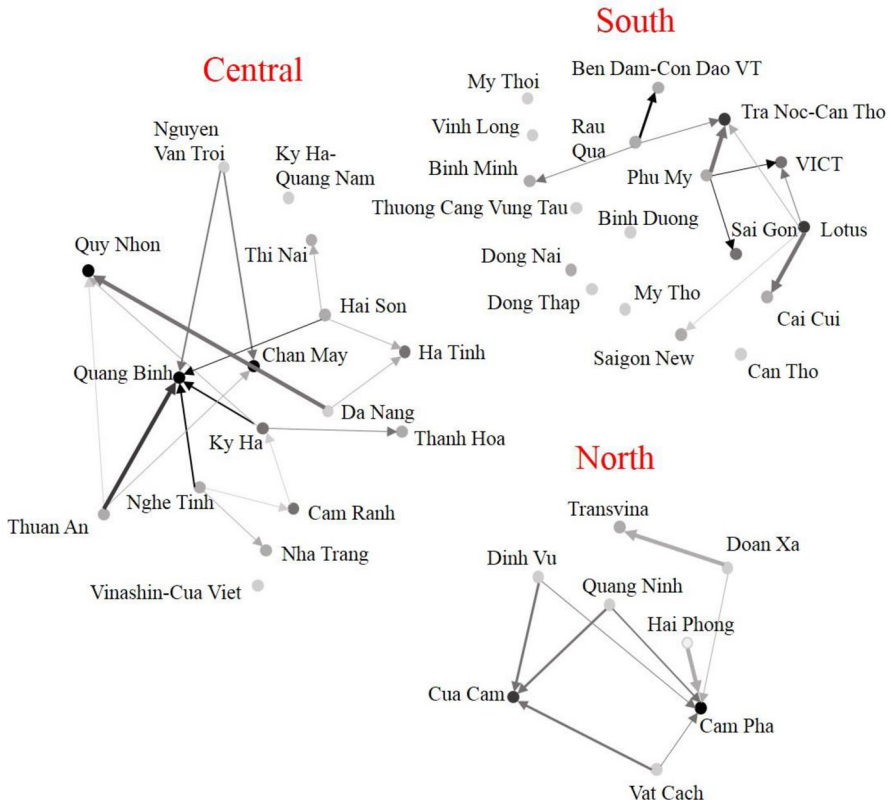 South
Central
Ben Dam-Con Dao VT
My Thoi
Tra Noc-Can Tho
Nguyen
Van Troi
Vinh Long
Rau
Qua
Ky Ha-
Quang Nam
Binh Minh
Phu My
VICT
Thuong Cang Vung Tau
Binh Duong
Sai Gon
Lotus
Quy Nhon
Thi Nai
Dong Nai
Dong Thap
My Tho
Hai Son
Cai Cui
Chan May
Ha Tinh
Saigon New
Quang Binh
Can Tho
Da Nang
Ky Ha
Thanh Hoa
North
Nghe Tinh
Cam Ranh
Transvina
Thuan An
Doan Xa
Nha Trang
Dinh Vu
Quang Ninh
Vinashin-Cua Viet
Hai Phong
Cua Cam
Cam Pha
Vat Cach